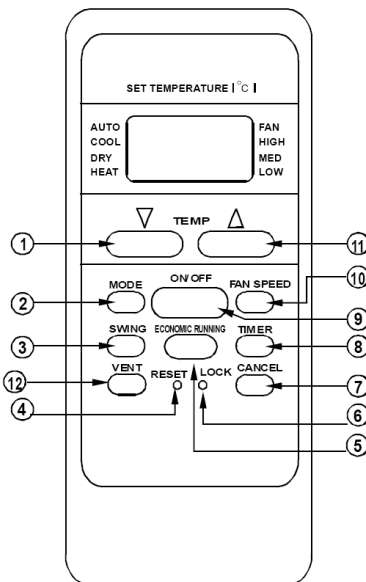 SET TEMPERATURE |°C|
AUTO FAN
COOL HIGH
DRY MED
HEAT LOW
▽ TEMP △
1 11
ON/OFF 10
MODE FAN SPEED
2 9
SWING ECONOMIC RUNNING TIMER
3 8
VENT RESET LOCK CANCEL
12 7
4 6
5